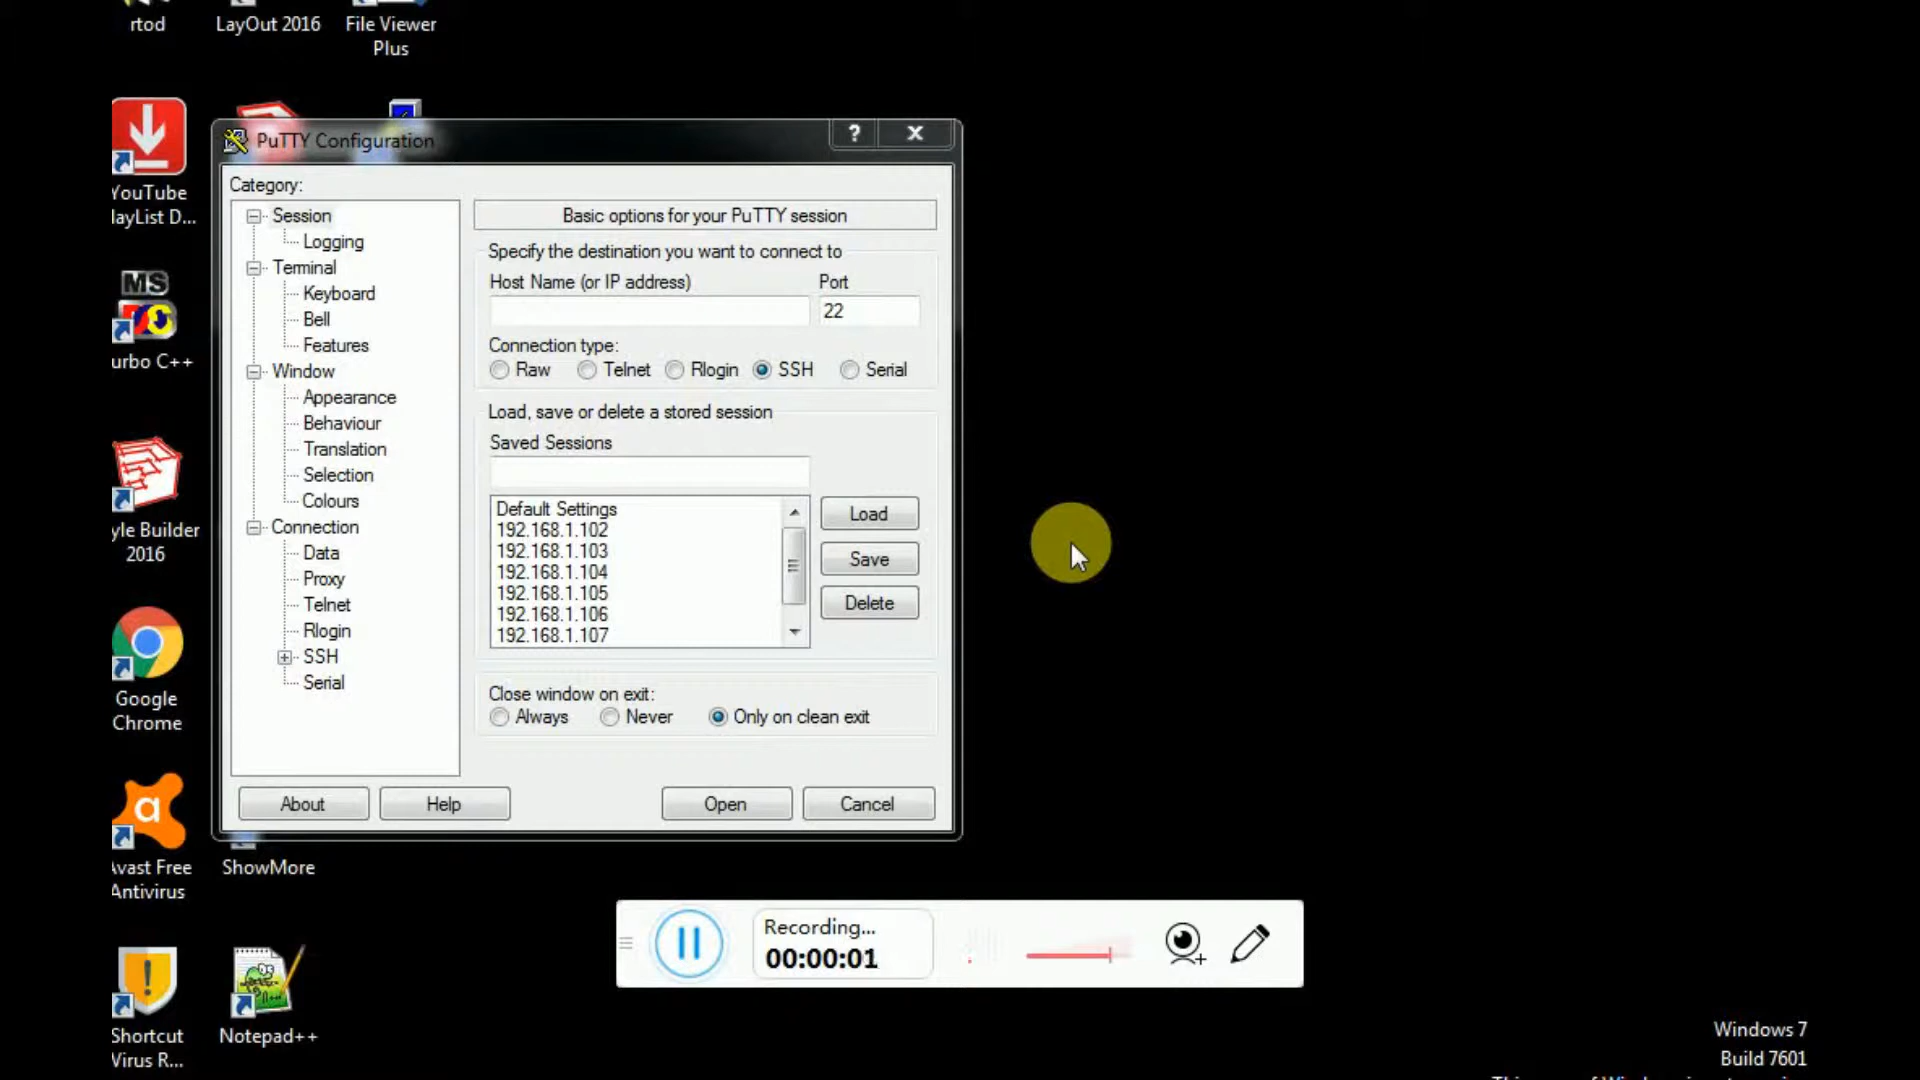 rtod
LayOut 2016
File Viewer
Plus
YouTube
layList D...
MS
urbo C++
yle Builder
2016
Google
Chrome
Avast Free
Antivirus
ShowMore
Shortcut
Virus R...
Notepad++
PuTTY Configuration
?
Category:
Session
Logging
Terminal
Keyboard
Bell
Features
Window
Appearance
Behaviour
Translation
Selection
Colours
Connection
Data
Proxy
Telnet
Rlogin
SSH
Serial
Basic options for your PuTTY session
Specify the destination you want to connect to
Host Name (or IP address)
Port
22
Connection type:
Raw
Telnet
Rlogin
SSH
Serial
Load, save or delete a stored session
Saved Sessions
Default Settings
192.168.1.102
192.168.1.103
192.168.1.104
192.168.1.105
192.168.1.106
192.168.1.107
Load
Save
Delete
Close window on exit:
Always
Never
Only on clean exit
About
Help
Open
Cancel
Recording...
00:00:01
Windows 7
Build 7601